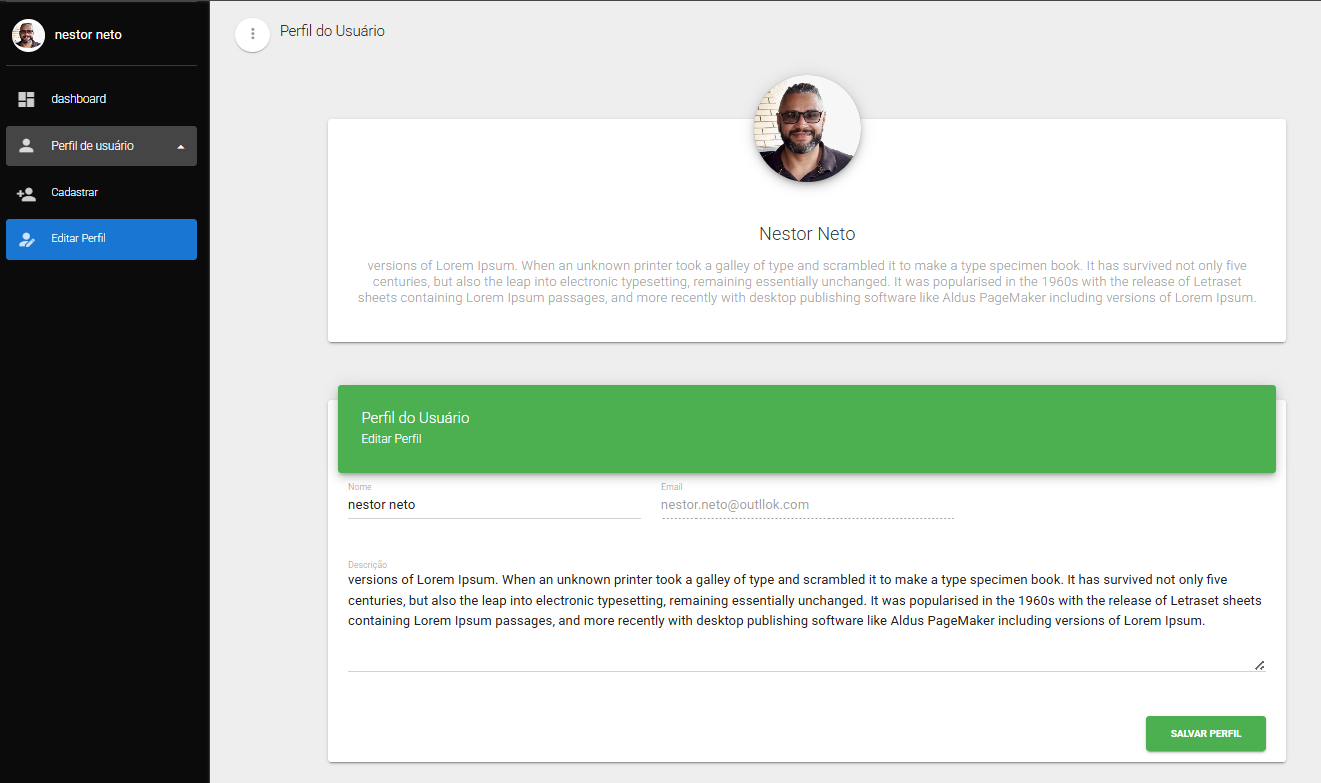 nestor neto
dashboard
Perfil de usuário
Cadastrar
Editar Perfil
Perfil do Usuário
Nestor Neto
versions of Lorem Ipsum. When an unknown printer took a galley of type and scrambled it to make a type specimen book. It has survived not only five
centuries, but also the leap into electronic typesetting, remaining essentially unchanged. It was popularised in the 1960s with the release of Letraset
sheets containing Lorem Ipsum passages, and more recently with desktop publishing software like Aldus PageMaker including versions of Lorem Ipsum.
Perfil do Usuário
Editar Perfil
Nome
nestor neto
Email
nestor.neto@outllok.com
Descrição
versions of Lorem Ipsum. When an unknown printer took a galley of type and scrambled it to make a type specimen book. It has survived not only five
centuries, but also the leap into electronic typesetting, remaining essentially unchanged. It was popularised in the 1960s with the release of Letraset sheets
containing Lorem Ipsum passages, and more recently with desktop publishing software like Aldus PageMaker including versions of Lorem Ipsum.
SALVAR PERFIL